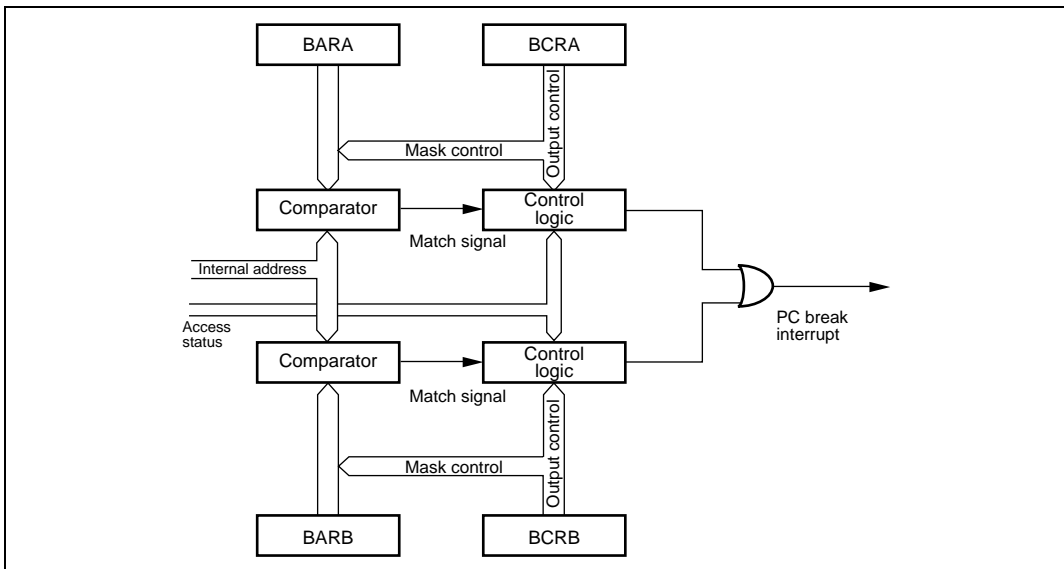 BARA
BCRA
Output control
Mask control
Comparator
Control
logic
Match signal
Internal address
Access
status
PC break
interrupt
Comparator
Control
logic
Match signal
Output control
Mask control
BARB
BCRB